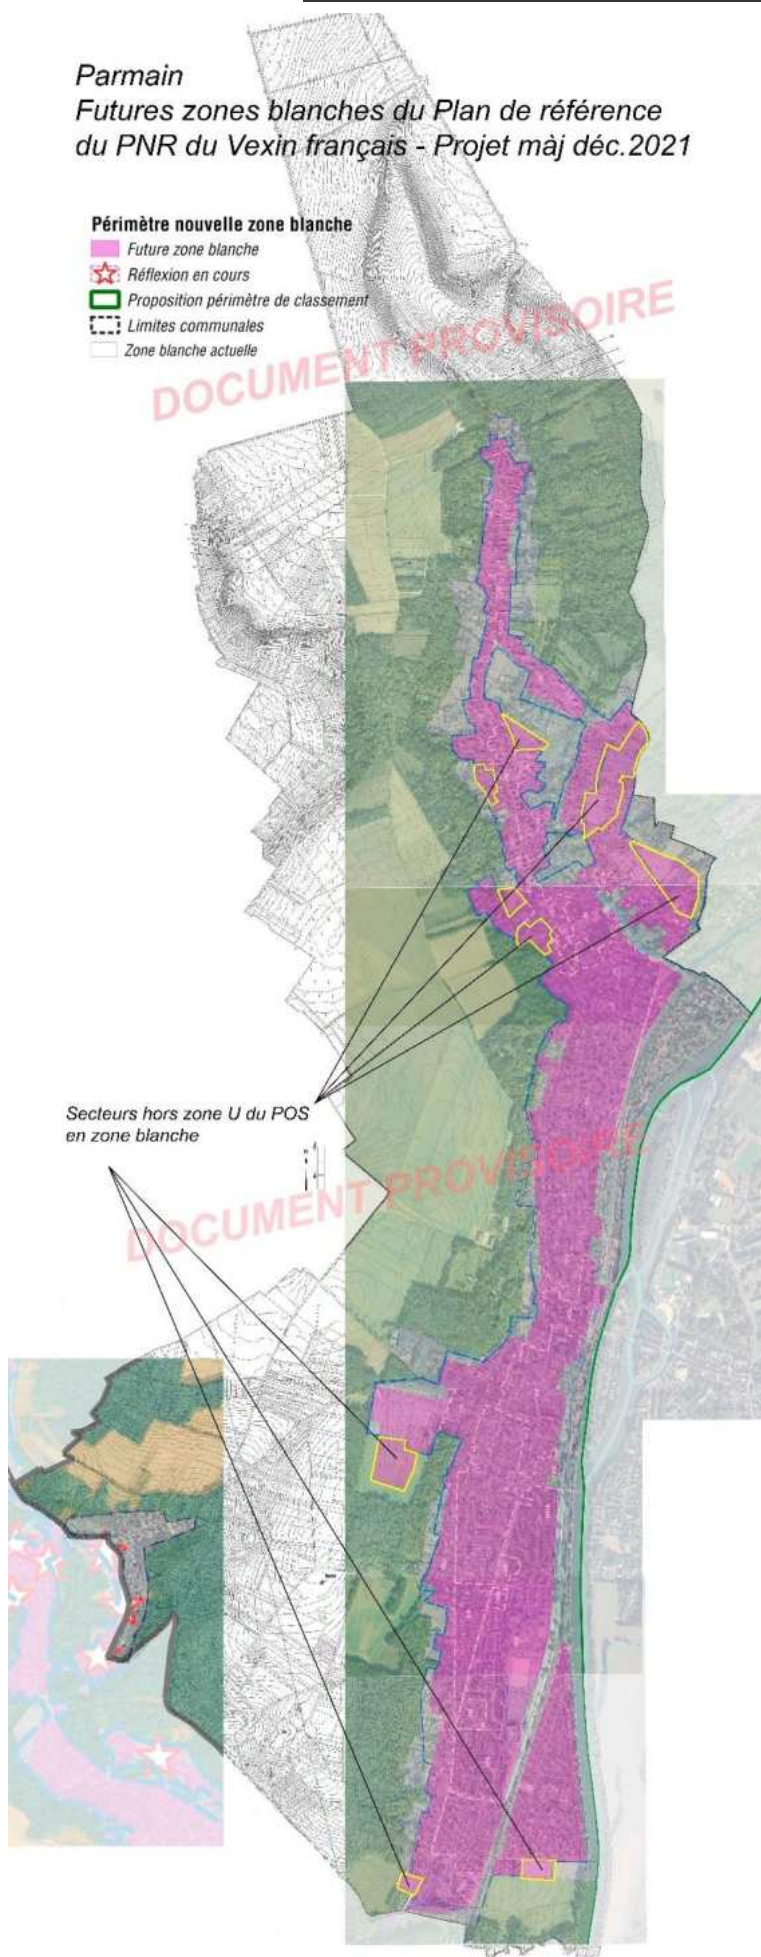 Parmain
Futures zones blanches du Plan de référence
du PNR du Vexin français - Projet màj déc.2021
Périmètre nouvelle zone blanche
Future zone blanche
Réflexion en cours
Proposition périmètre de classement
Limites communales
Zone blanche actuelle
DOCUMENT PROVISOIRE
Secteurs hors zone U du POS
en zone blanche
DOCUMENT PROVISOIRE